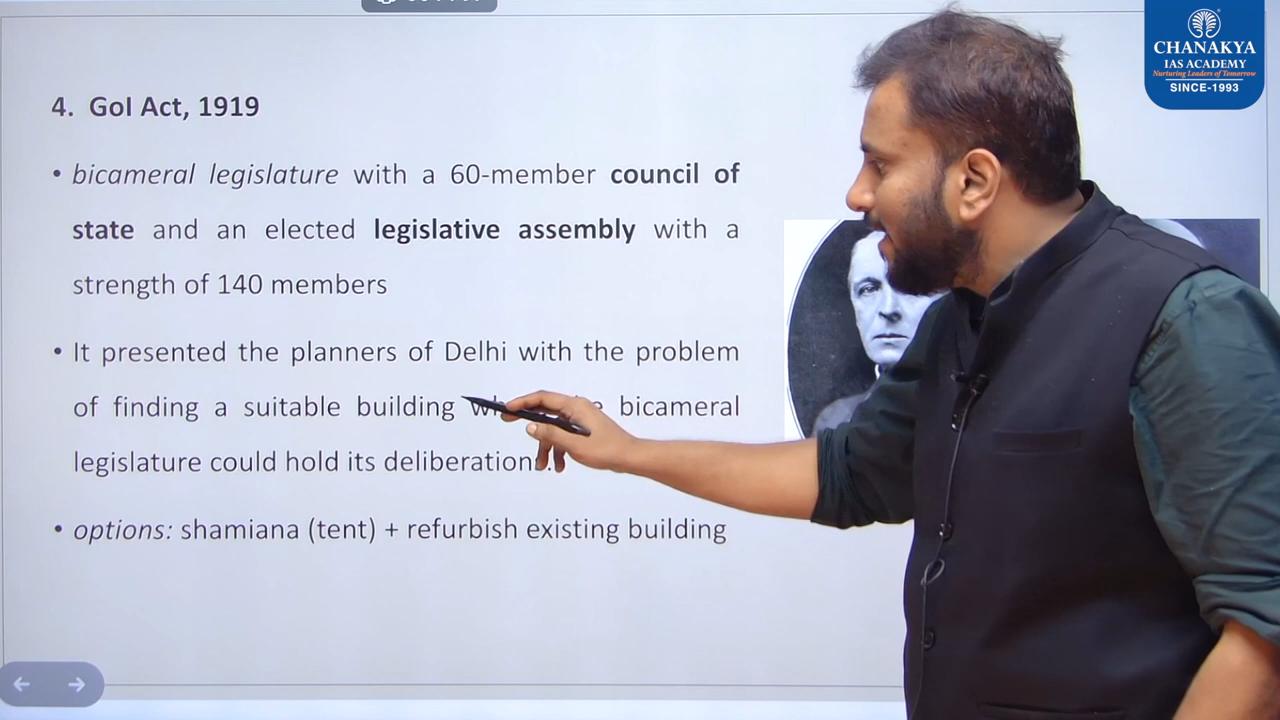 CHANAKYA
IAS ACADEMY
Nurturing Leaders of Tomorrow
SINCE-1993
4. GoI Act, 1919
• bicameral legislature with a 60-member council of
state and an elected legislative assembly with a
strength of 140 members
• It presented the planners of Delhi with the problem
of finding a suitable building bicameral
legislature could hold its deliberations.
• options: shamiana (tent) + refurbish existing building